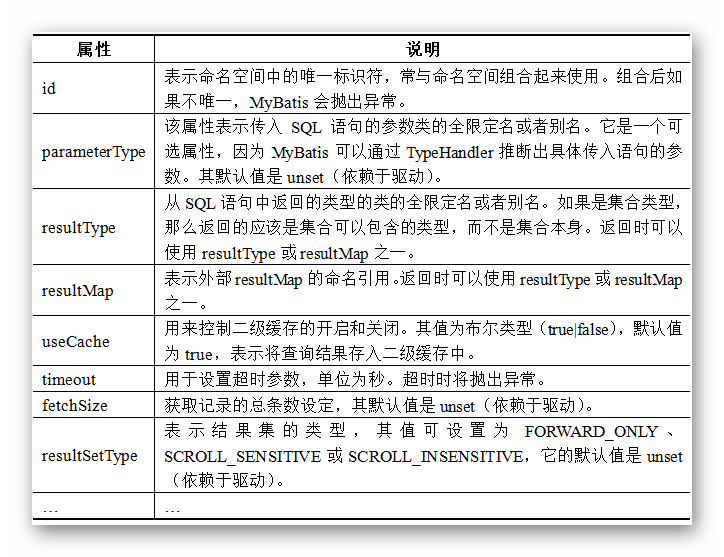 属性 说明
id
表示命名空间中的唯一标识符，常与命名空间组合起来使用。组合后如
果不唯一，MyBatis 会抛出异常。
parameterType
该属性表示传入 SQL 语句的参数类的全限定名或者别名。它是一个可
选属性，因为 MyBatis 可以通过 TypeHandler 推断出具体传入语句的参
数。其默认值是 unset（依赖于驱动）。
resultType
从 SQL 语句中返回的类型的类的全限定名或者别名。如果是集合类型，
那么返回的应该是集合可以包含的类型，而不是集合本身。返回时可以
使用 resultType 或 resultMap 之一。
resultMap
表示外部 resultMap 的命名引用。返回时可以使用 resultType 或 resultMap
之一。
useCache
用来控制二级缓存的开启和关闭。其值为布尔类型（true|false），默认值
为 true，表示将查询结果存入二级缓存中。
timeout
用于设置超时参数，单位为秒。超时时将抛出异常。
fetchSize
获取记录的总条数设定，其默认值是 unset（依赖于驱动）。
resultSetType
表示结果集的类型，其值可设置为 FORWARD_ONLY、
SCROLL_SENSITIVE 或 SCROLL_INSENSITIVE，它的默认值是 unset
（依赖于驱动）。
… …